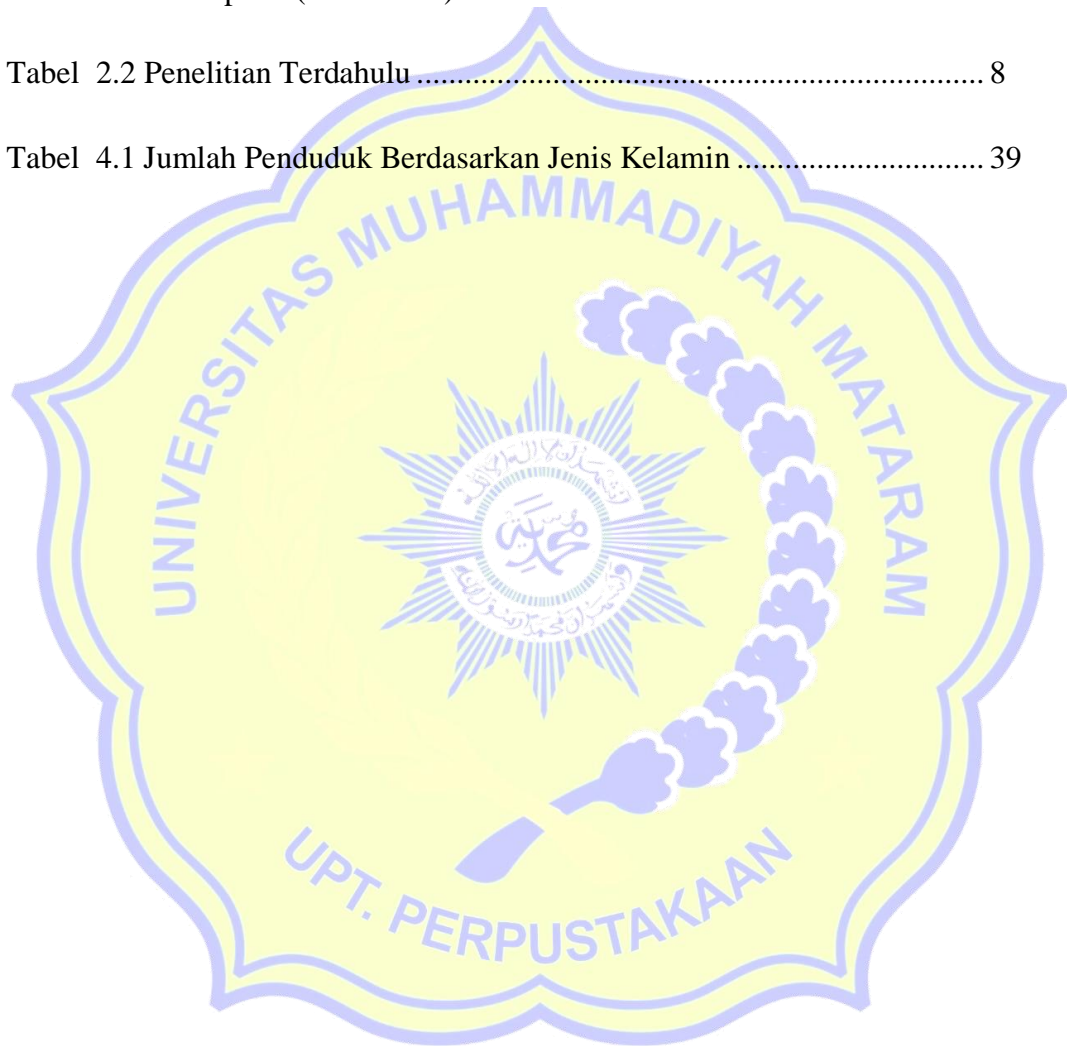 Tabel 2.2 Penelitian Terdahulu ..................................................................... 8
Tabel 4.1 Jumlah Penduduk Berdasarkan Jenis Kelamin .............................. 39
UNIVERSITAS MUHAMMADIYAH MATARAM
UPT. PERPUSTAKAAN